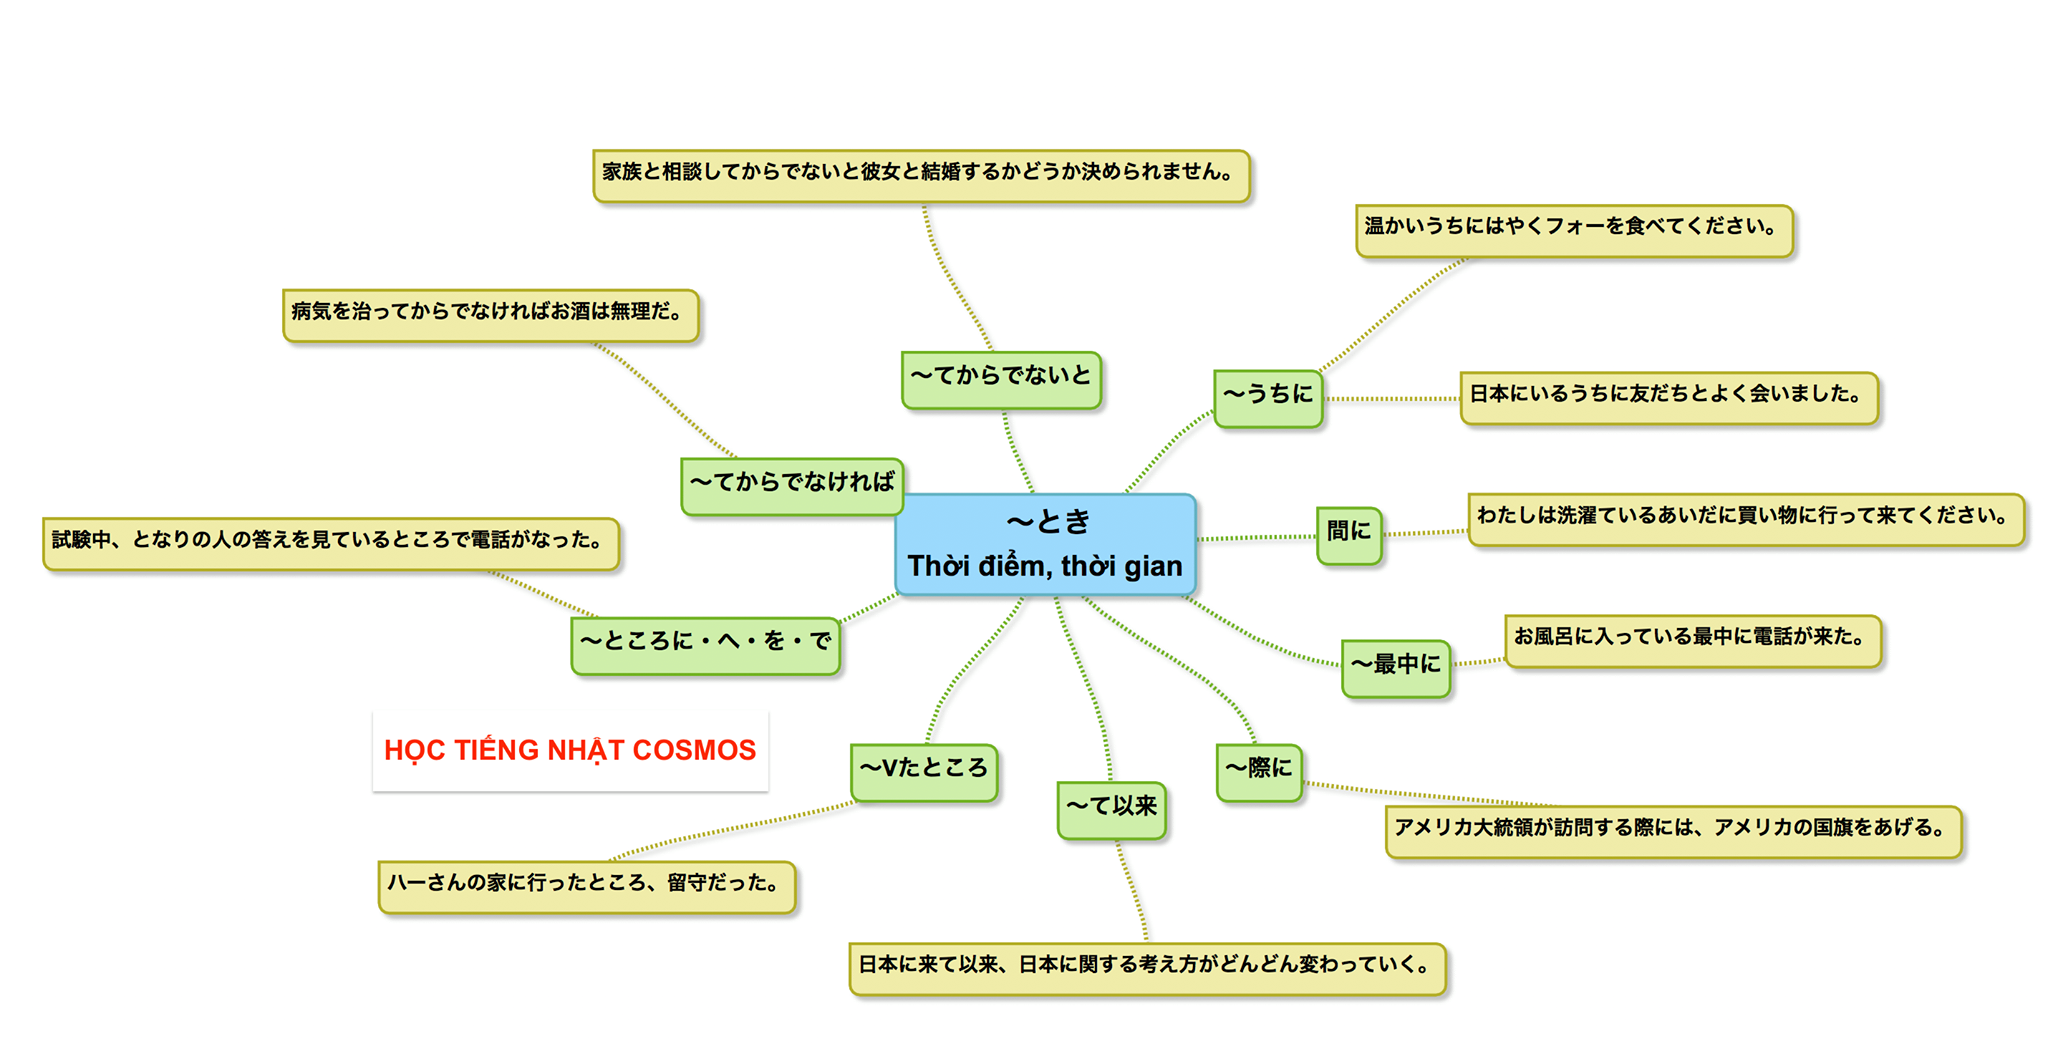 家族と相談してからでないと彼女と結婚するかどうか決められません。
温かいうちにはやくフォーを食べてください。
病気を治ってからでなければお酒は無理だ。
〜てからでないと
〜うちに
日本にいるうちに友だちとよく会いました。
〜てからでなければ
〜とき
Thời điểm, thời gian
間に
わたしは洗濯ているあいだに買い物に行って来てください。
試験中、となりの人の答えを見ているところで電話がなった。
〜ところに・へ・を・で
〜最中に
お風呂に入っている最中に電話が来た。
HỌC TIẾNG NHẬT COSMOS
〜Vたところ
〜て以来
〜際に
アメリカ大統領が訪問する際には、アメリカの国旗をあげる。
ハーさんの家に行ったところ、留守だった。
日本に来て以来、日本に関する考え方がどんどん変わっていく。